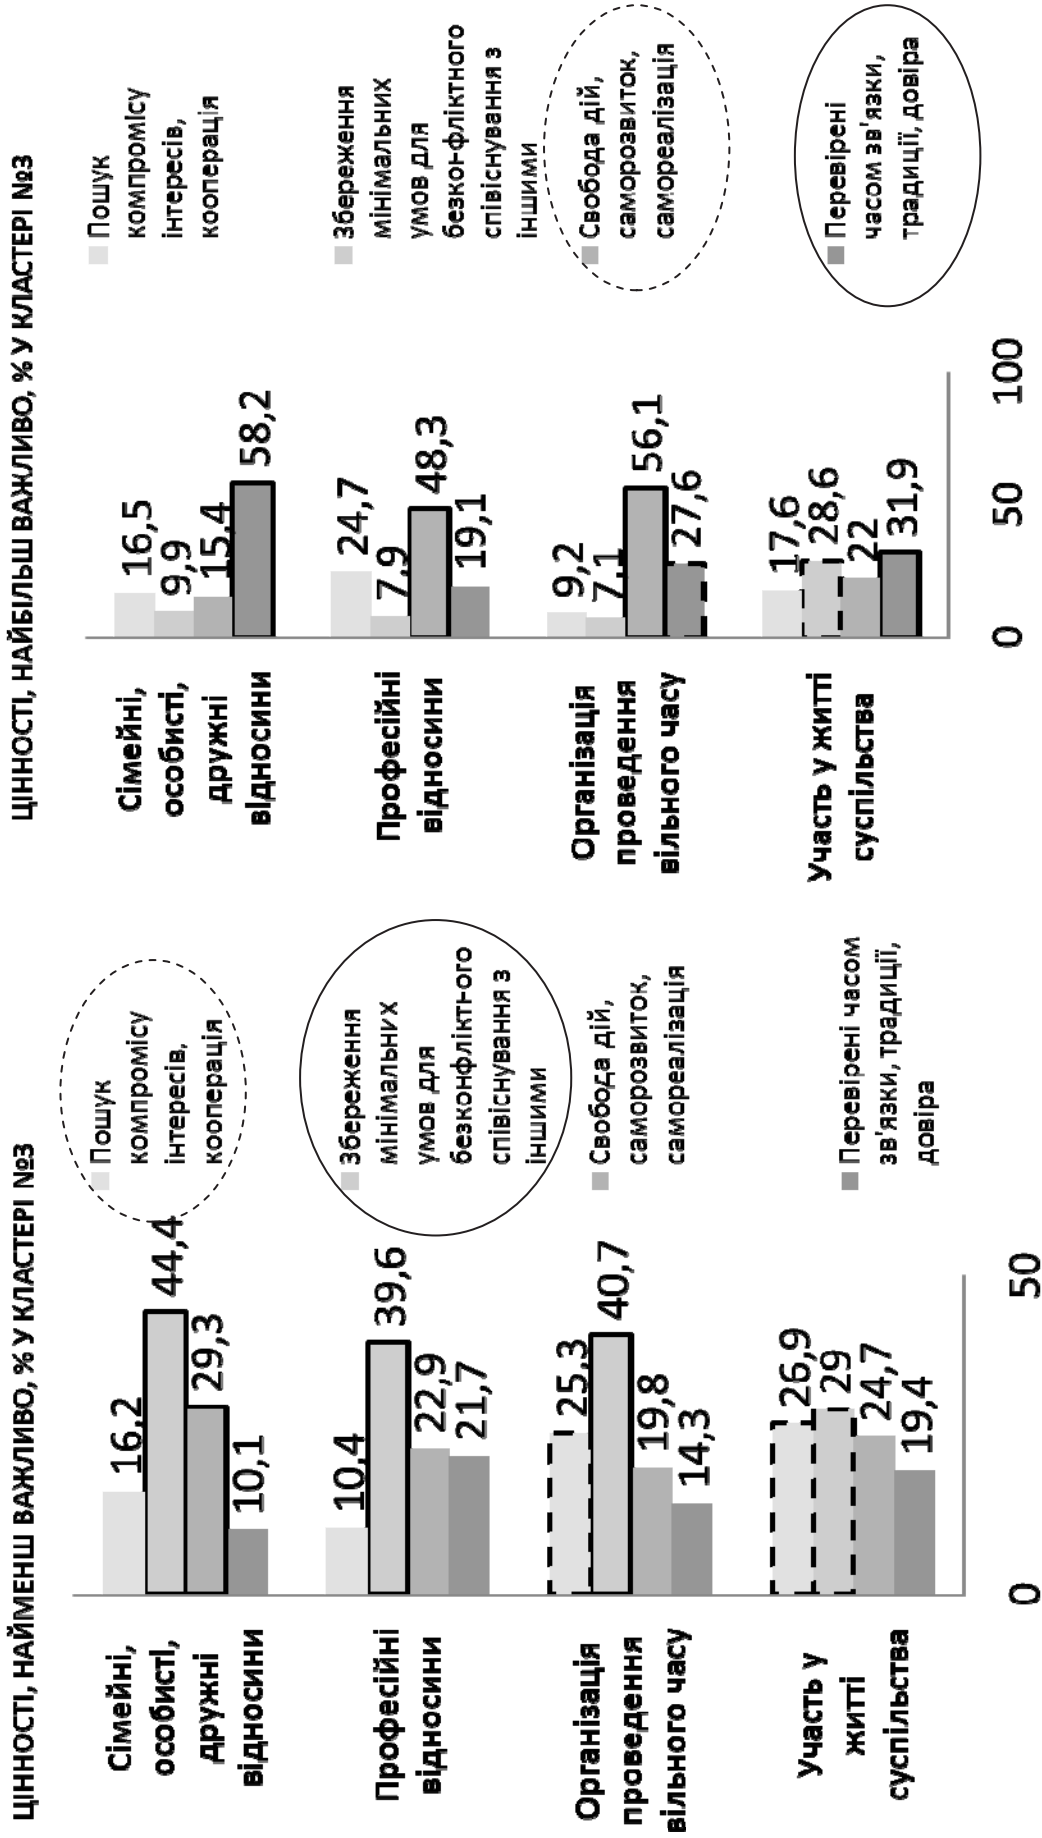 ЦІННОСТІ, НАЙМЕНШ ВАЖЛИВО, % У КЛАСТЕРІ №3
Сімейні,
особисті,
дружні
відносини
16,2
44,4
29,3
10,1
Професійні
відносини
10,4
39,6
22,9
21,7
Організація
проведення
вільного часу
25,3
40,7
19,8
14,3
Участь у
житті
суспільства
26,9
29
24,7
19,4
0
50
Пошук
компромісу
інтересів,
кооперація
Збереження
мінімальних
умов для
безконфліктного
співіснування з
іншими
Свобода дій,
саморозвиток,
самореалізація
Перевірені часом
зв'язки, традиції,
довіра
ЦІННОСТІ, НАЙБІЛЬШ ВАЖЛИВО, % У КЛАСТЕРІ №3
Сімейні,
особисті,
дружні
відносини
16,5
9,9
15,4
58,2
Професійні
відносини
24,7
7,9
48,3
19,1
Організація
проведення
вільного часу
9,2
7,1
56,1
27,6
Участь у житті
суспільства
17,6
28,6
22
31,9
0
50
100
Пошук
компромісу
інтересів,
кооперація
Збереження
мінімальних
умов для
безконфліктного
співіснування з
іншими
Свобода дій,
саморозвиток,
самореалізація
Перевірені
часом зв'язки,
традиції, довіра